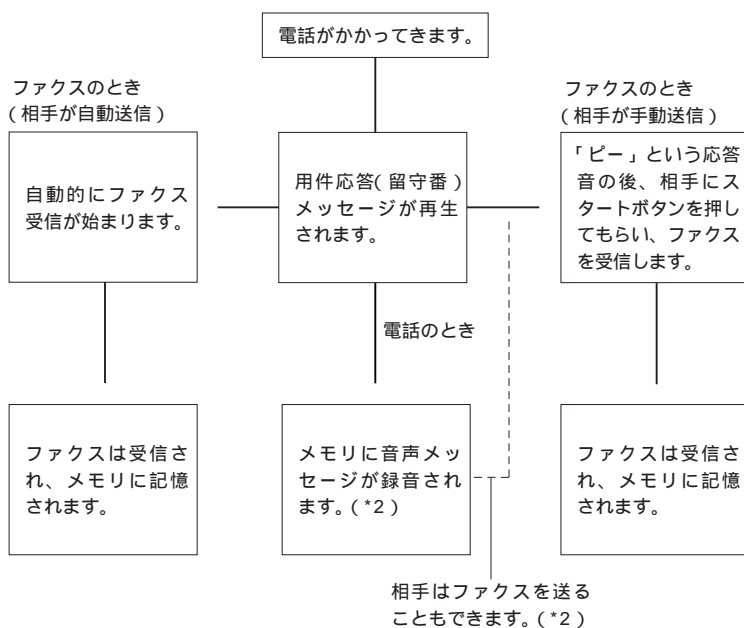 電話がかかってきます。
ファクスのとき
(相手が自動送信)
ファクスのとき
(相手が手動送信)
自動的にファクス
受信が始まります。
用件応答(留守番)
メッセージが再生
されます。
「ピー」という応答
音の後、相手にス
タートボタンを押し
てもらい、ファクス
を受信します。
電話のとき
ファクスは受信さ
れ、メモリに記憶
されます。
メモリに音声メッ
セージが録音され
ます。(*2)
ファクスは受信さ
れ、メモリに記憶
されます。
相手はファクスを送る
こともできます。(*2)